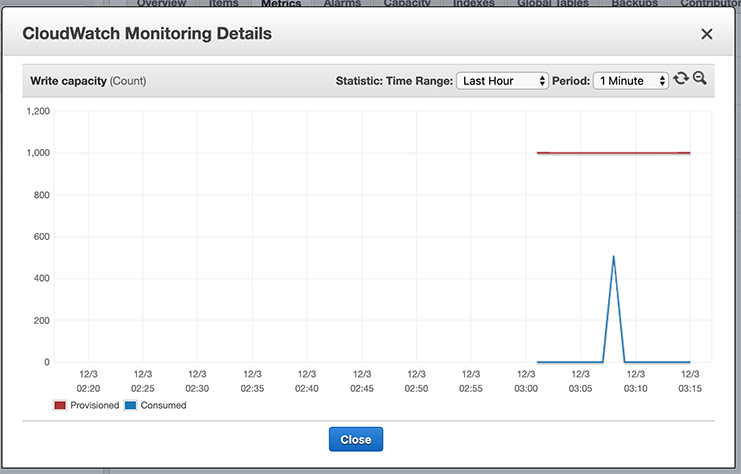 Overview Items Metrics Alarms Capacity Indexes Global Tables Backups Contributor
CloudWatch Monitoring Details
Write capacity (Count) Statistic: Time Range: Last Hour Period: 1 Minute
1,200
1,000
800
600
400
200
0
12/3 12/3 12/3 12/3 12/3 12/3 12/3 12/3 12/3 12/3 12/3 12/3
02:20 02:25 02:30 02:35 02:40 02:45 02:50 02:55 03:00 03:05 03:10 03:15
Provisioned Consumed
Close